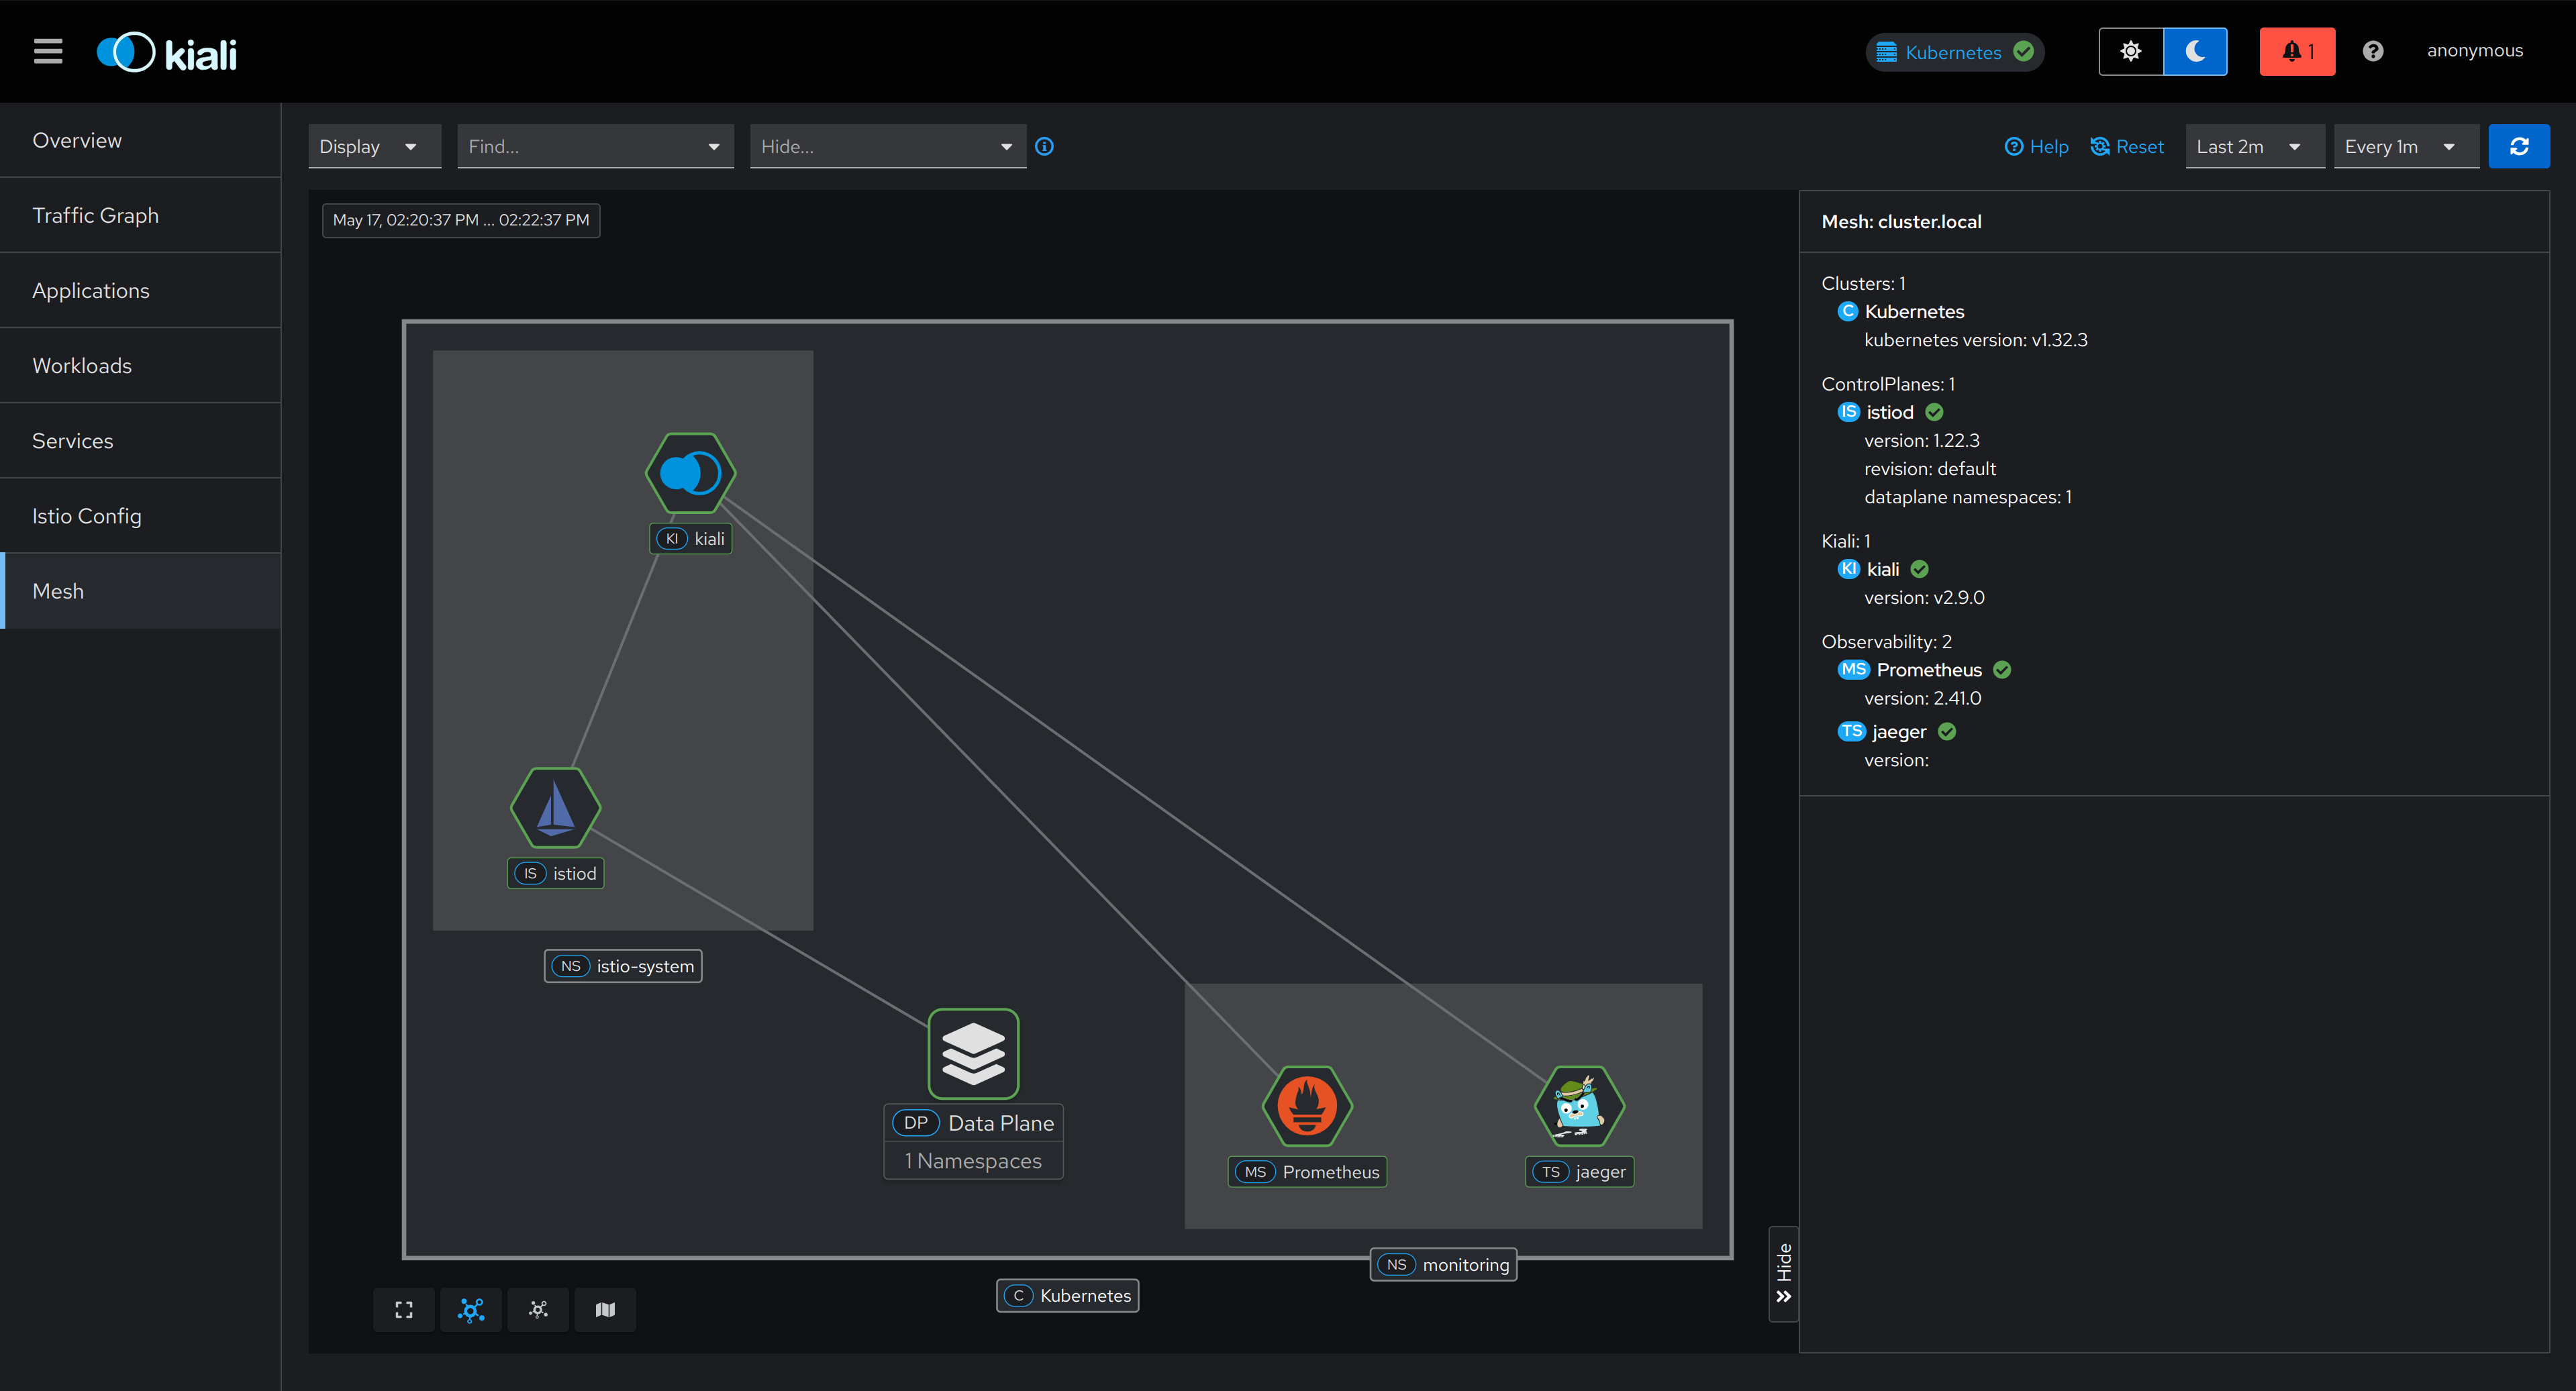 kiali
Kubernetes
1
anonymous
Overview
Traffic Graph
Applications
Workloads
Services
Istio Config
Mesh
Display
Find...
Hide...
Help
Reset
Last 2m
Every 1m
May 17, 02:20:37 PM ... 02:22:37 PM
KI kiali
IS istiod
NS istio-system
DP Data Plane
1 Namespaces
MS Prometheus
TS jaeger
NS monitoring
C Kubernetes
Hide
Mesh: cluster.local
Clusters: 1
C Kubernetes
kubernetes version: v1.32.3
ControlPlanes: 1
IS istiod
version: 1.22.3
revision: default
dataplane namespaces: 1
Kiali: 1
KI kiali
version: v2.9.0
Observability: 2
MS Prometheus
version: 2.41.0
TS jaeger
version: